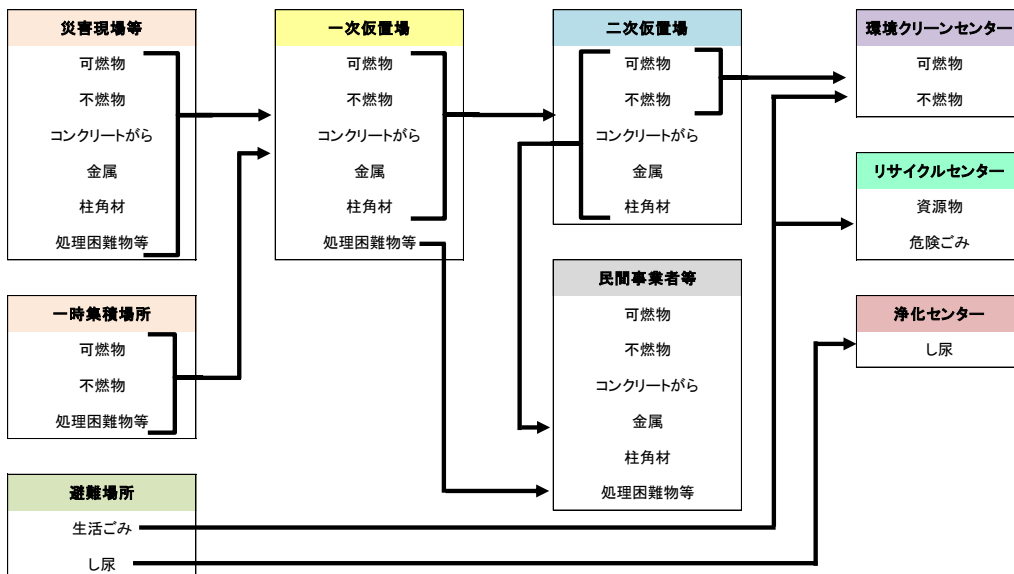 災害現場等
可燃物
不燃物
コンクリートがら
金属
柱角材
処理困難物等
一時集積場所
可燃物
不燃物
処理困難物等
避難場所
生活ごみ
し尿
一次仮置場
可燃物
不燃物
コンクリートがら
金属
柱角材
処理困難物等
二次仮置場
可燃物
不燃物
コンクリートがら
金属
柱角材
民間事業者等
可燃物
不燃物
コンクリートがら
金属
柱角材
処理困難物等
環境クリーンセンター
可燃物
不燃物
リサイクルセンター
資源物
危険ごみ
浄化センター
し尿